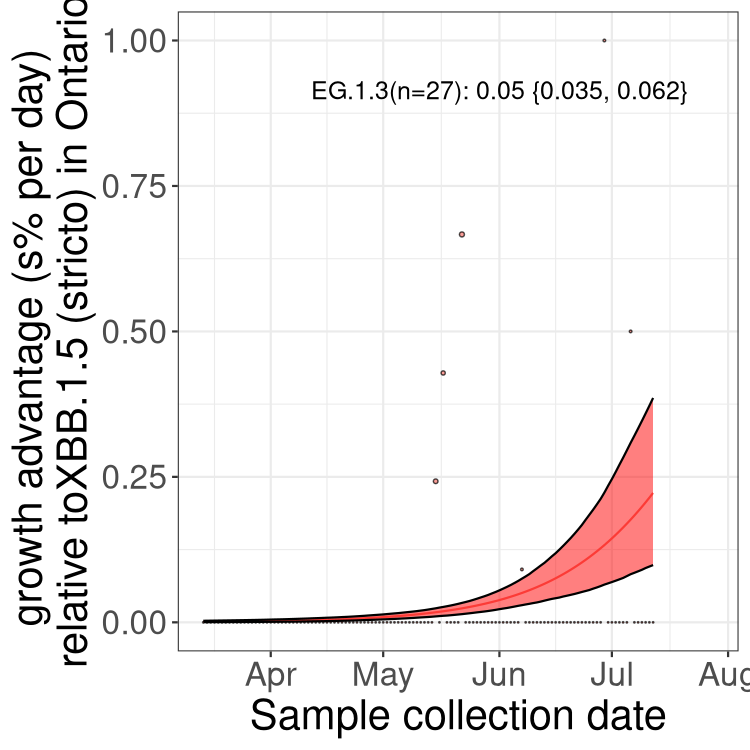 growth advantage (s% per day)
relative toXBB.1.5 (stricto) in Ontario
1.00
0.75
0.50
0.25
0.00
EG.1.3(n=27): 0.05 {0.035, 0.062}
Apr May Jun Jul Aug
Sample collection date